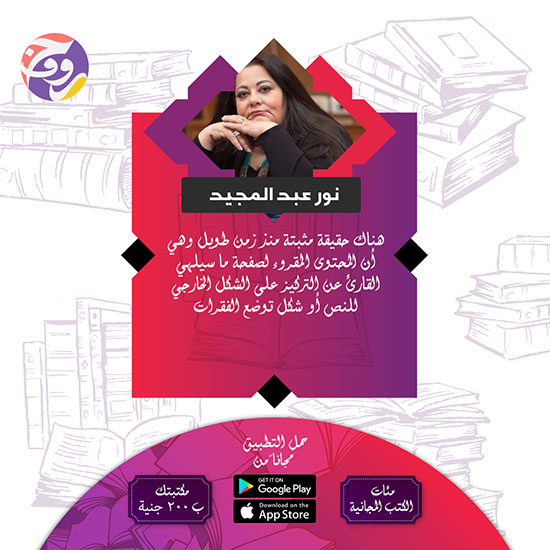 روفوف
نور عبد المجيد
هناك حقيقة مثبتة منذ زمن طويل وهي
أن المحتوى المقروء لصفحة ما سيلهي
القارئ عن التركيز على الشكل الخارجي
للنص أو شكل توضع الفقرات
حمل التطبيق
مجاناً من
مئات
الكتب المجانية
GET IT ON
Google Play
Download on the
App Store
مكتبتك
ب ٢٠٠ جنية